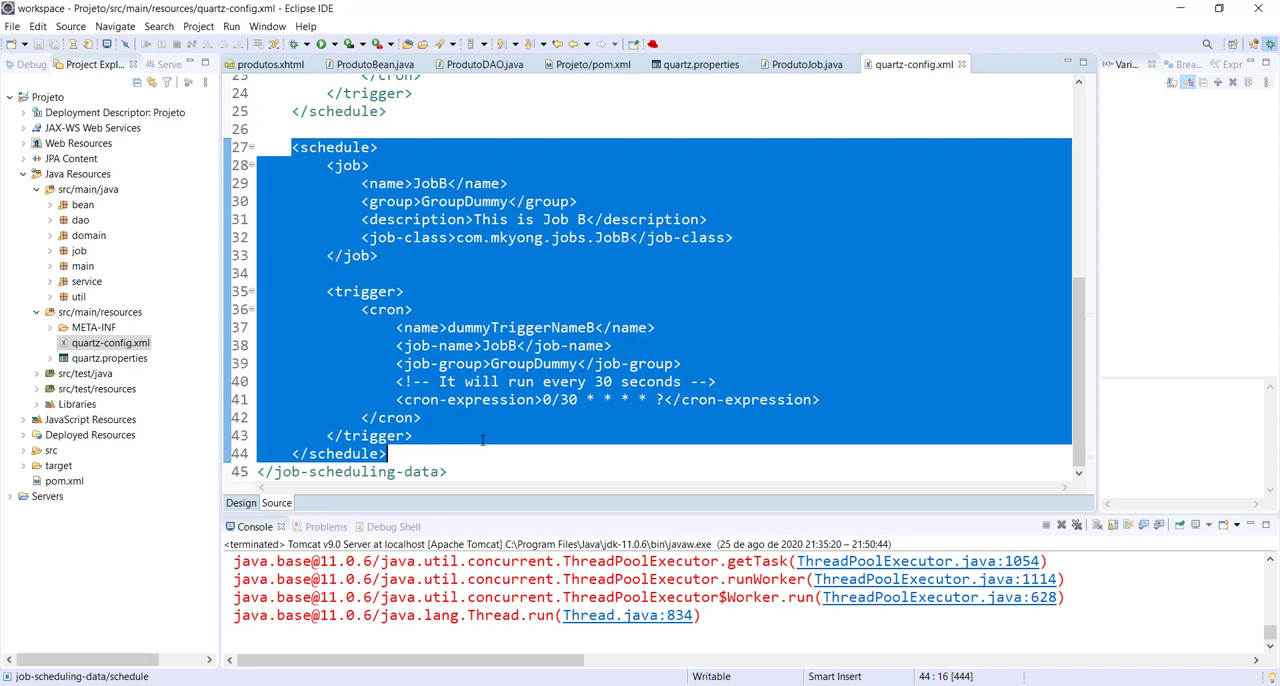 workspace - Projeto/src/main/resources/quartz-config.xml - Eclipse IDE
File Edit Source Navigate Search Project Run Window Help
Debug Project Expl... Serve
produtos.xhtml ProdutoBean.java ProdutoDAO.java Projeto/pom.xml quartz.properties ProdutoJob.java quartz-config.xml
Vari... Brea... Expr.
Projeto
Deployment Descriptor: Projeto
JAX-WS Web Services
Web Resources
JPA Content
Java Resources
src/main/java
bean
dao
domain
job
main
service
util
src/main/resources
META-INF
quartz-config.xml
quartz.properties
src/test/java
src/test/resources
Libraries
JavaScript Resources
Deployed Resources
src
target
pom.xml
Servers
23 </cron>
24 </trigger>
25 </schedule>
26
27 <schedule>
28 <job>
29 <name>JobB</name>
30 <group>GroupDummy</group>
31 <description>This is Job B</description>
32 <job-class>com.mkyong.jobs.JobB</job-class>
33 </job>
34
35 <trigger>
36 <cron>
37 <name>dummyTriggerNameB</name>
38 <job-name>JobB</job-name>
39 <job-group>GroupDummy</job-group>
40 <!-- It will run every 30 seconds -->
41 <cron-expression>0/30 * * * * ?</cron-expression>
42 </cron>
43 </trigger>
44 </schedule>
45 </job-scheduling-data>
Design Source
Console Problems Debug Shell
<terminated> Tomcat v9.0 Server at localhost [Apache Tomcat] C:\Program Files\Java\jdk-11.0.6\bin\javaw.exe (25 de ago de 2020 21:35:20 – 21:50:44)
java.base@11.0.6/java.util.concurrent.ThreadPoolExecutor.getTask(ThreadPoolExecutor.java:1054)
java.base@11.0.6/java.util.concurrent.ThreadPoolExecutor.runWorker(ThreadPoolExecutor.java:1114)
java.base@11.0.6/java.util.concurrent.ThreadPoolExecutor$Worker.run(ThreadPoolExecutor.java:628)
java.base@11.0.6/java.lang.Thread.run(Thread.java:834)
job-scheduling-data/schedule Writable Smart Insert 44 : 16 [444]